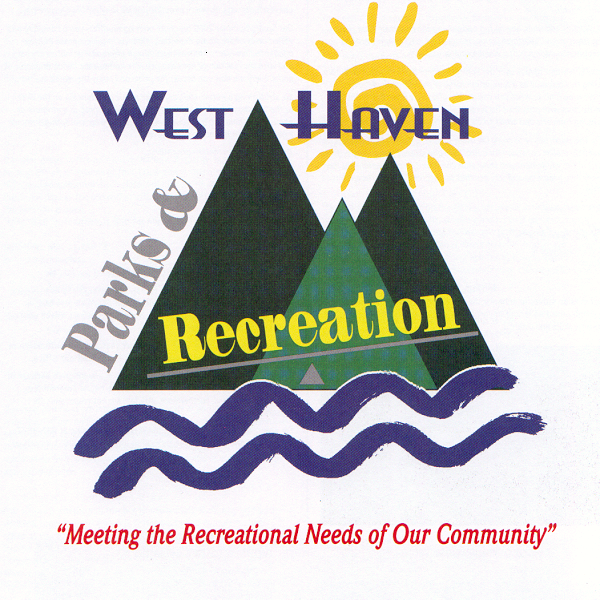 West Haven
Parks &
Recreation
“Meeting the Recreational Needs of Our Community”